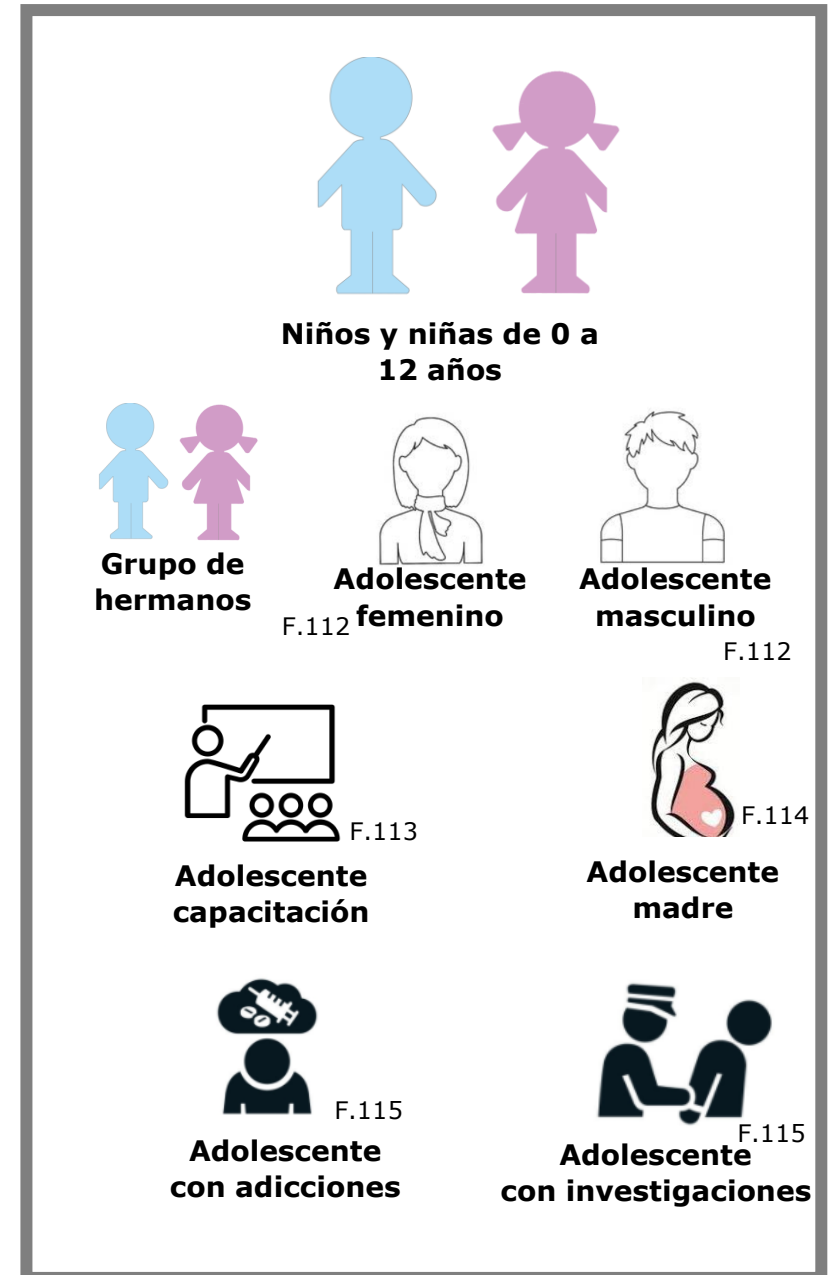 Niños y niñas de 0 a
12 años
Grupo de
hermanos
Adolescente
femenino
F.112
Adolescente
masculino
F.112
F.113
Adolescente
capacitación
F.114
Adolescente
madre
F.115
Adolescente
con adicciones
F.115
Adolescente
con investigaciones